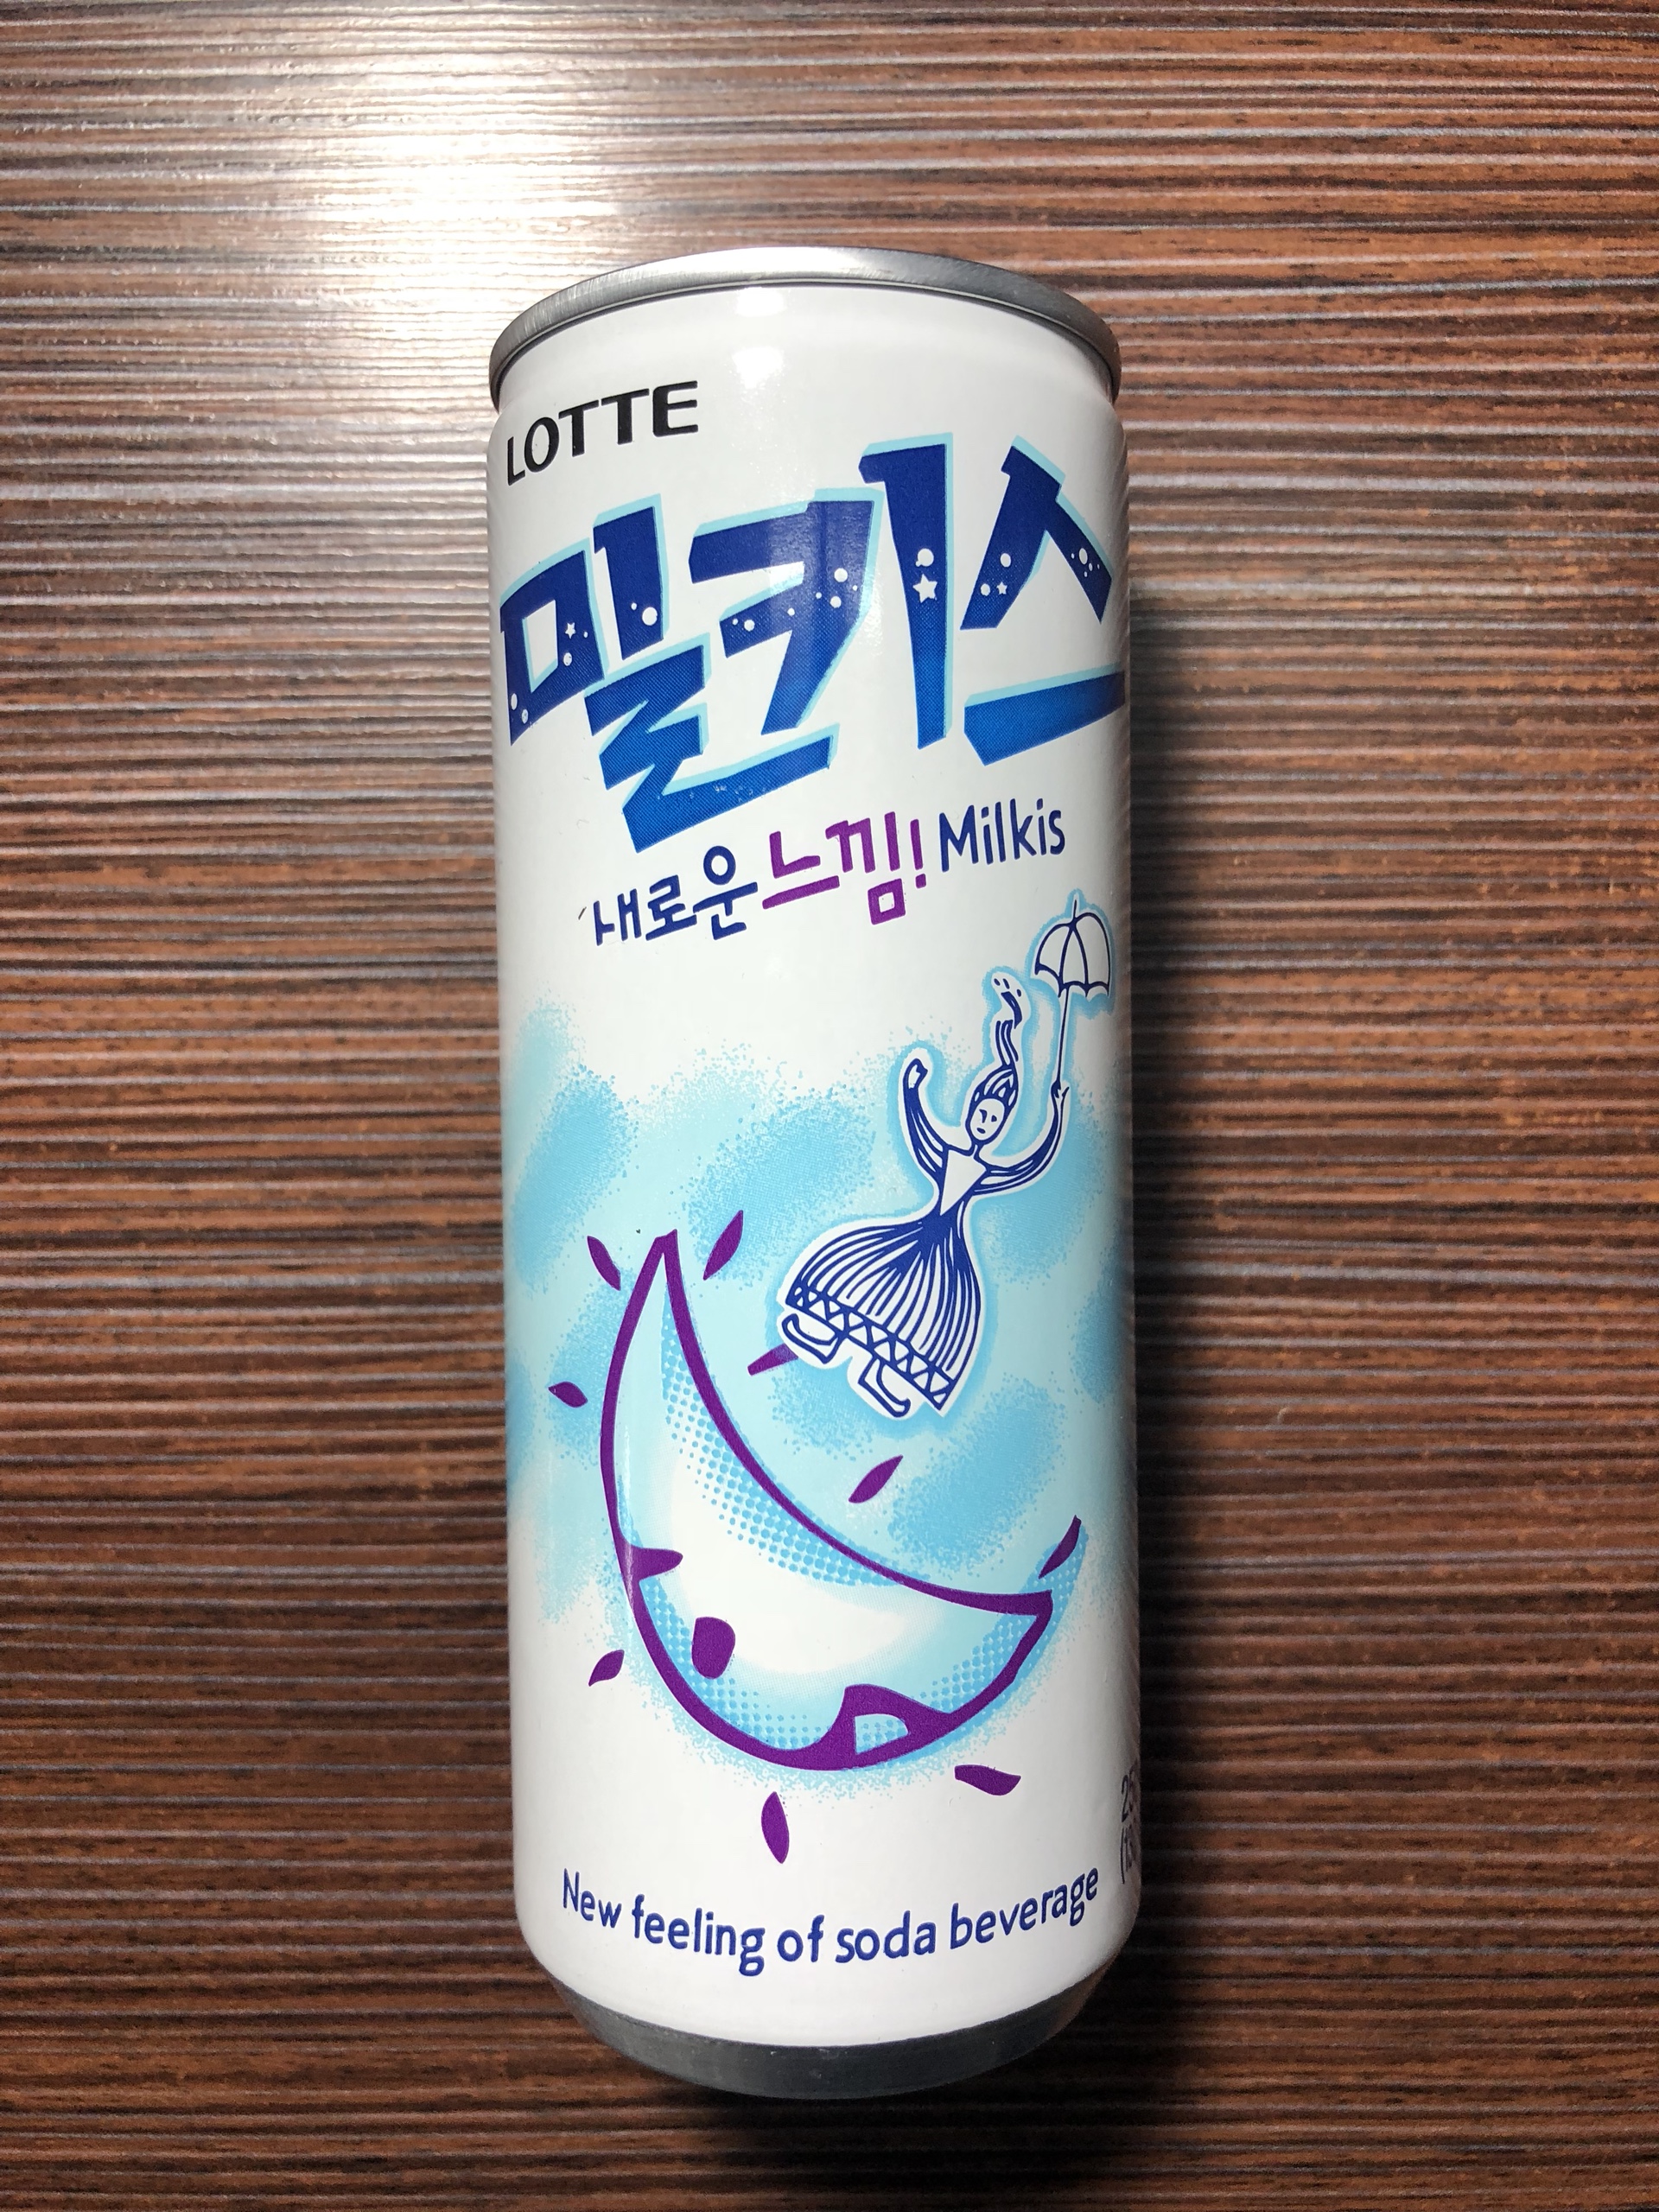 LOTTE
밀키스
새로운 느낌! Milkis
New feeling of soda beverage